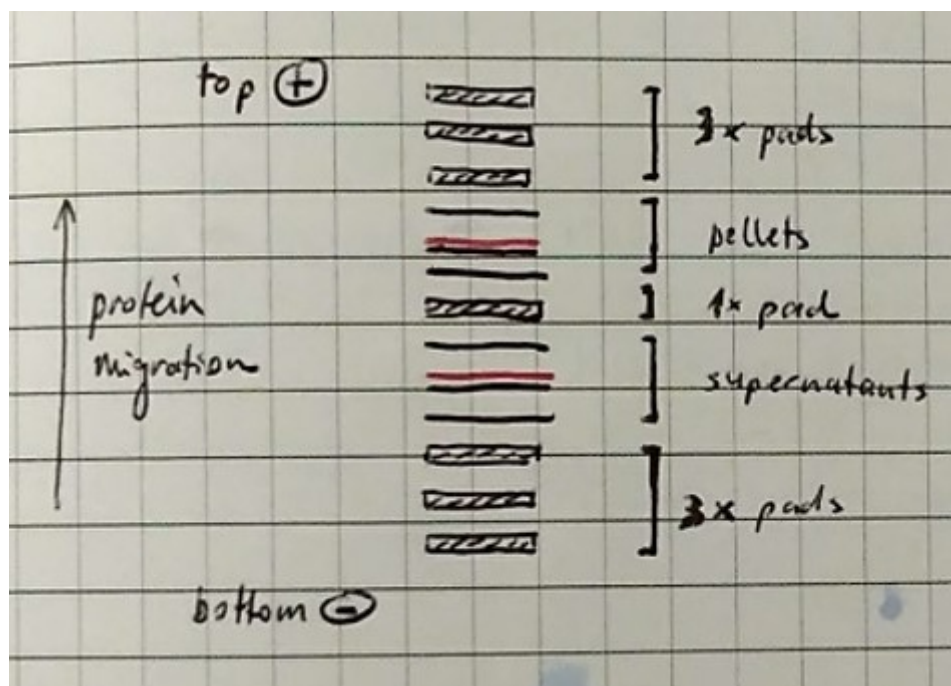 top ⊕
3x pads
pellets
protein
migration
1x pad
supernatants
3x pads
bottom ⊖